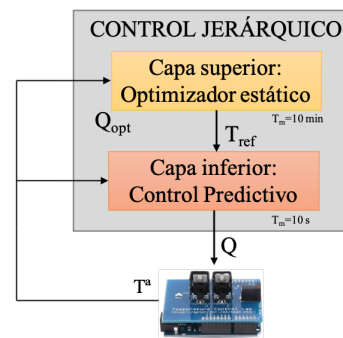 CONTROL JERÁRQUICO
Capa superior:
Optimizador estático
Tm=10 min
Qopt
Tref
Capa inferior:
Control Predictivo
Tm=10 s
Q
Tª